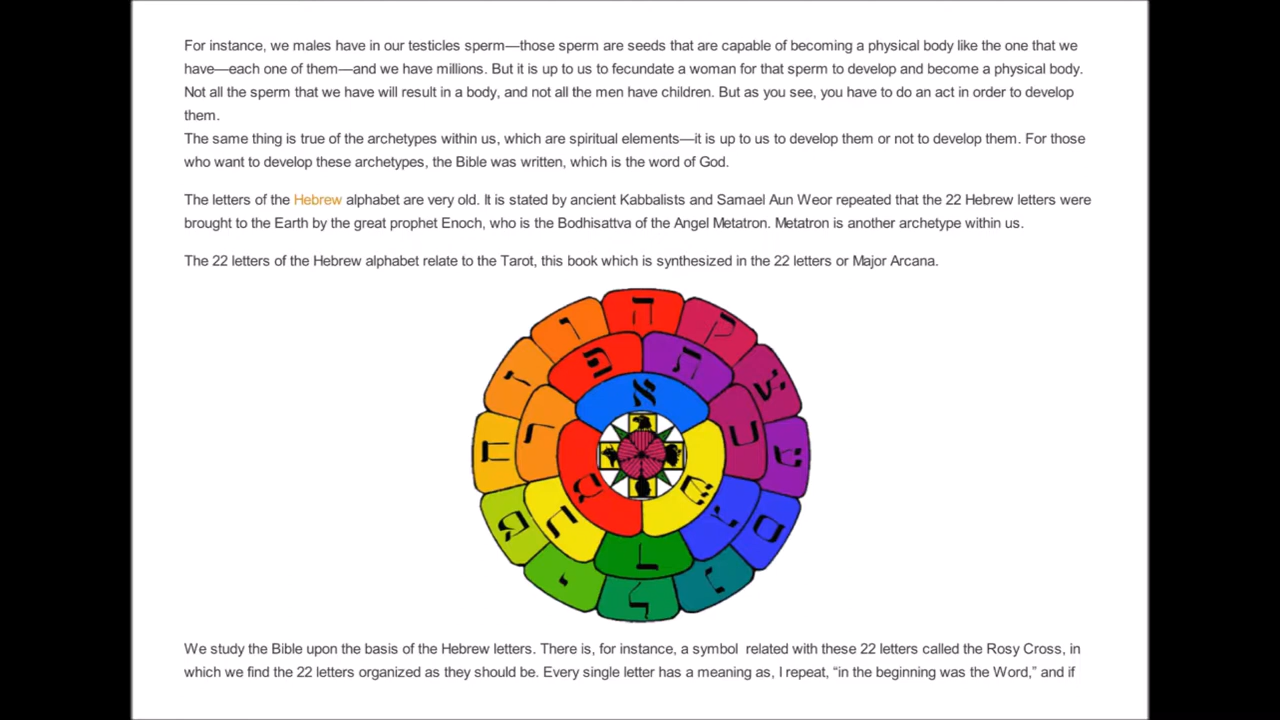 For instance, we males have in our testicles sperm—those sperm are seeds that are capable of becoming a physical body like the one that we
have—each one of them—and we have millions. But it is up to us to fecundate a woman for that sperm to develop and become a physical body.
Not all the sperm that we have will result in a body, and not all the men have children. But as you see, you have to do an act in order to develop
them.
The same thing is true of the archetypes within us, which are spiritual elements—it is up to us to develop them or not to develop them. For those
who want to develop these archetypes, the Bible was written, which is the word of God.
The letters of the Hebrew alphabet are very old. It is stated by ancient Kabbalists and Samael Aun Weor repeated that the 22 Hebrew letters were
brought to the Earth by the great prophet Enoch, who is the Bodhisattva of the Angel Metatron. Metatron is another archetype within us.
The 22 letters of the Hebrew alphabet relate to the Tarot, this book which is synthesized in the 22 letters or Major Arcana.
ה
ק
צ
ע
ס
נ
ל
י
ט
ח
ז
ו
פ
ת
כ
ג
ד
ב
ר
א
ש
מ
We study the Bible upon the basis of the Hebrew letters. There is, for instance, a symbol related with these 22 letters called the Rosy Cross, in
which we find the 22 letters organized as they should be. Every single letter has a meaning as, I repeat, “in the beginning was the Word,” and if